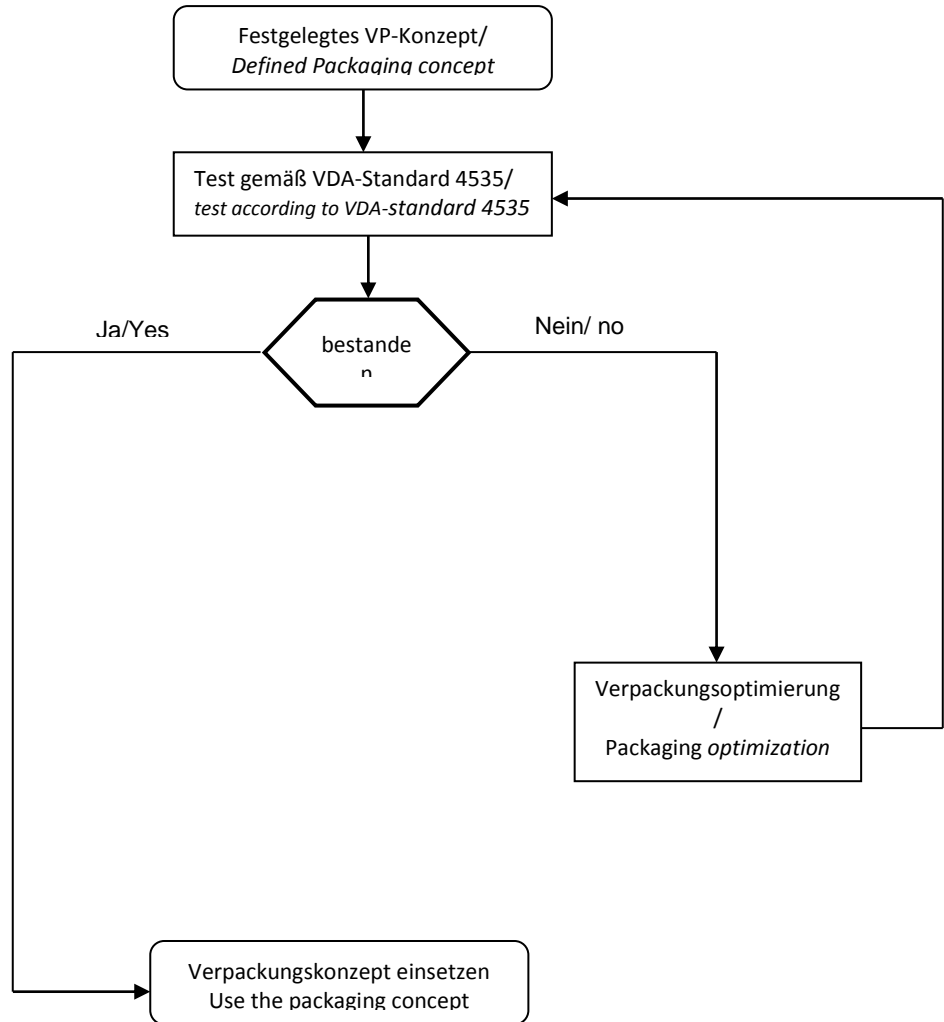 Festgelegtes VP-Konzept/
Defined Packaging concept
Test gemäß VDA-Standard 4535/
test according to VDA-standard 4535
Ja/Yes
Nein/ no
bestande
n
Verpackungsoptimierung
/
Packaging optimization
Verpackungskonzept einsetzen
Use the packaging concept